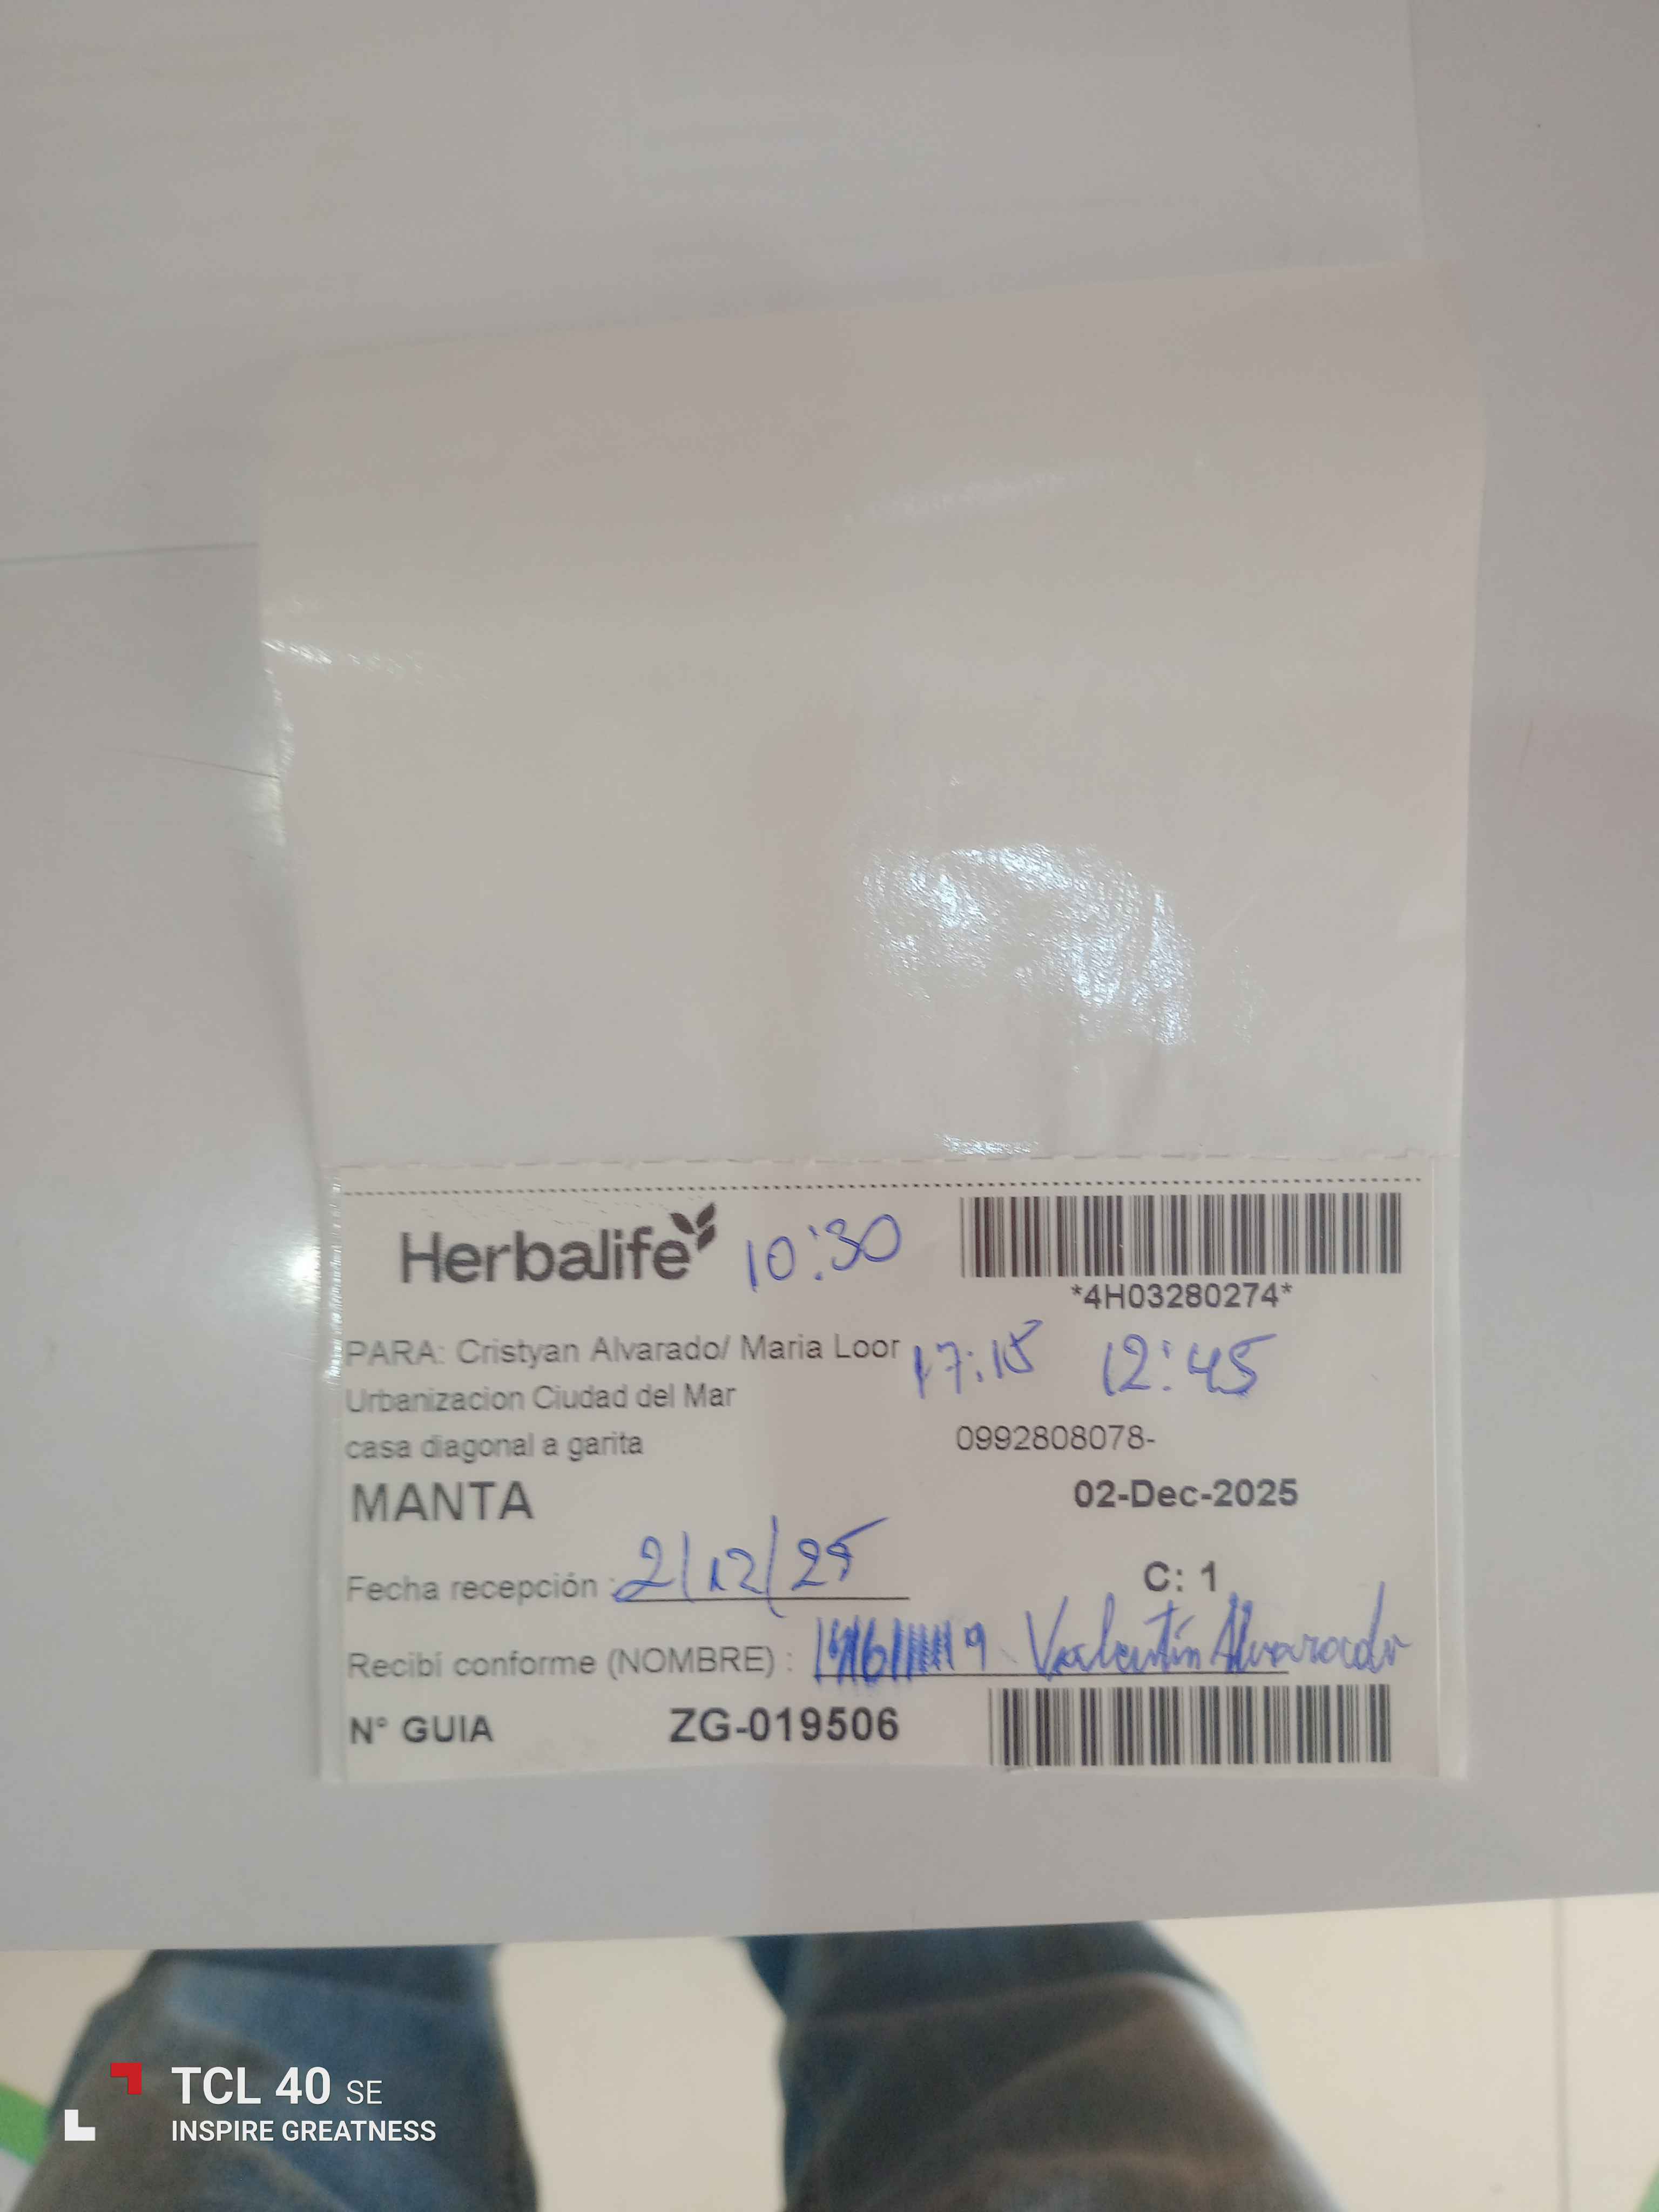 Herbalife 10:30
*4H03280274*
PARA: Cristyan Alvarado/ Maria Loor 17:15 12:45
Urbanizacion Ciudad del Mar
casa diagonal a garita 0992808078-
MANTA 02-Dec-2025
Fecha recepción : 2/12/25
C: 1
Recibí conforme (NOMBRE) : Valentín Alvarado
N° GUIA ZG-019506
TCL 40 SE
INSPIRE GREATNESS